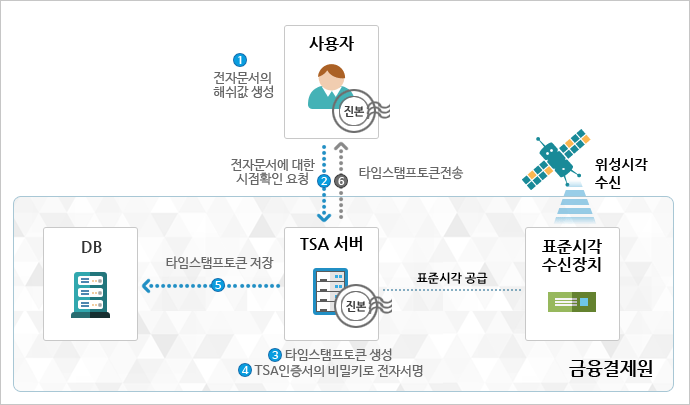 사용자
1
전자문서의
해쉬값 생성
진본
전자문서에 대한
시점확인 요청
2
6
타임스탬프토큰전송
위성시각
수신
DB
타임스탬프토큰 저장
5
TSA 서버
진본
표준시각 공급
표준시각
수신장치
3 타임스탬프토큰 생성
4 TSA인증서의 비밀키로 전자서명
금융결제원